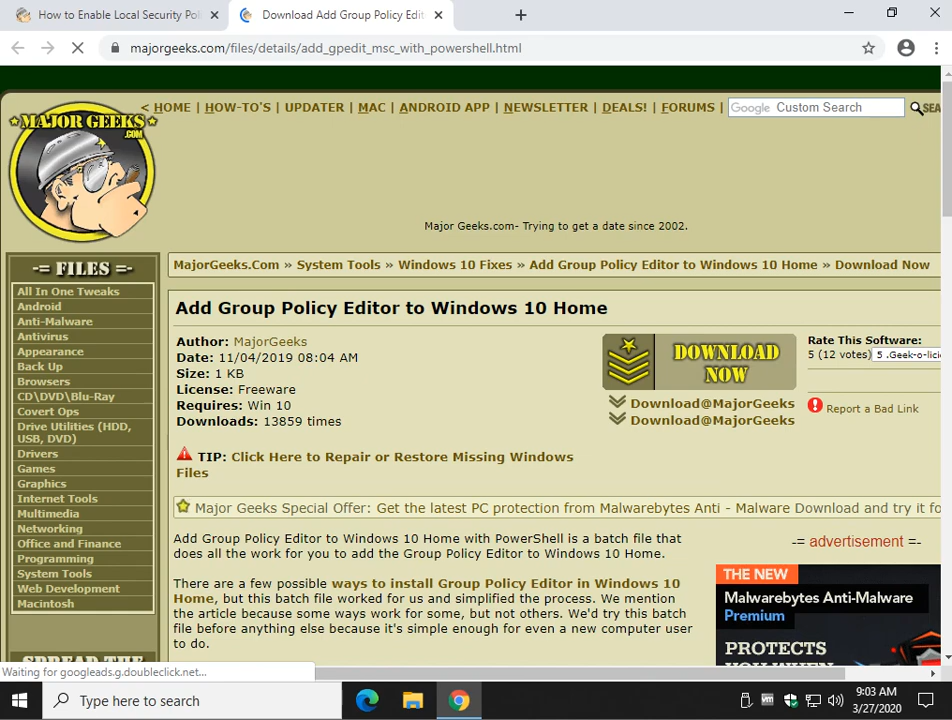 How to Enable Local Security Pol
Download Add Group Policy Edit
majorgeeks.com/files/details/add_gpedit_msc_with_powershell.html
< HOME | HOW-TO'S | UPDATER | MAC | ANDROID APP | NEWSLETTER | DEALS! | FORUMS |
Google Custom Search
SEA
MAJOR GEEKS
.COM
Major Geeks.com- Trying to get a date since 2002.
-= FILES =-
All In One Tweaks
Android
Anti-Malware
Antivirus
Appearance
Back Up
Browsers
CD\DVD\Blu-Ray
Covert Ops
Drive Utilities (HDD,
USB, DVD)
Drivers
Games
Graphics
Internet Tools
Multimedia
Networking
Office and Finance
Programming
System Tools
Web Development
Macintosh
MajorGeeks.Com » System Tools » Windows 10 Fixes » Add Group Policy Editor to Windows 10 Home » Download Now
Add Group Policy Editor to Windows 10 Home
Author: MajorGeeks
Date: 11/04/2019 08:04 AM
Size: 1 KB
License: Freeware
Requires: Win 10
Downloads: 13859 times
DOWNLOAD
NOW
Download@MajorGeeks
Download@MajorGeeks
Rate This Software:
5 (12 votes) 5 .Geek-o-lici
Report a Bad Link
TIP: Click Here to Repair or Restore Missing Windows
Files
Major Geeks Special Offer: Get the latest PC protection from Malwarebytes Anti - Malware Download and try it fo
Add Group Policy Editor to Windows 10 Home with PowerShell is a batch file that
does all the work for you to add the Group Policy Editor to Windows 10 Home.
There are a few possible ways to install Group Policy Editor in Windows 10
Home, but this batch file worked for us and simplified the process. We mention
the article because some ways work for some, but not others. We'd try this batch
file before anything else because it's simple enough for even a new computer user
to do.
-= advertisement =-
THE NEW
Malwarebytes Anti-Malware
Premium
PROTECTS
YOU WHEN
SPREAD THE
Waiting for googleads.g.doubleclick.net...
Type here to search
vm
9:03 AM
3/27/2020